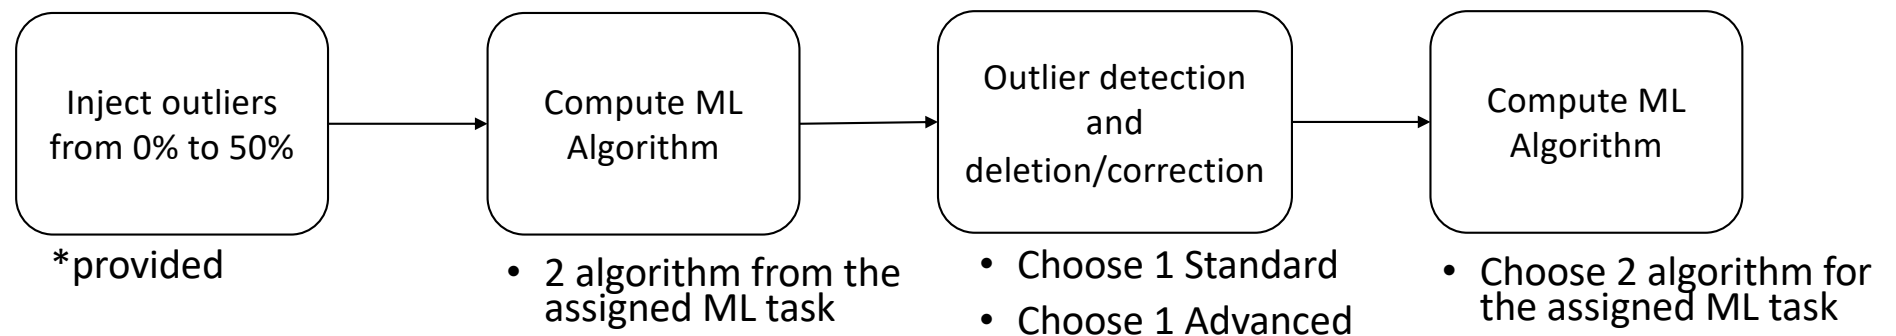 Inject outliers
from 0% to 50%
*provided
Compute ML
Algorithm
• 2 algorithm from the
assigned ML task
Outlier detection
and
deletion/correction
• Choose 1 Standard
• Choose 1 Advanced
Compute ML
Algorithm
• Choose 2 algorithm for
the assigned ML task